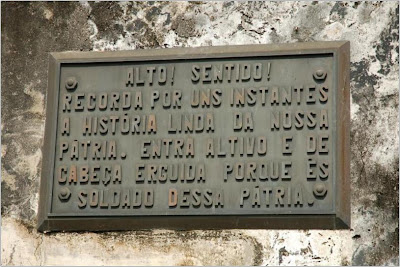 ALTO! SENTIDO!
RECORDA POR UNS INSTANTES
A HISTÓRIA LINDA DA NOSSA
PÁTRIA. ENTRA ALTIVO E DE
CABEÇA ERGUIDA PORQUE ÉS
SOLDADO DESSA PÁTRIA